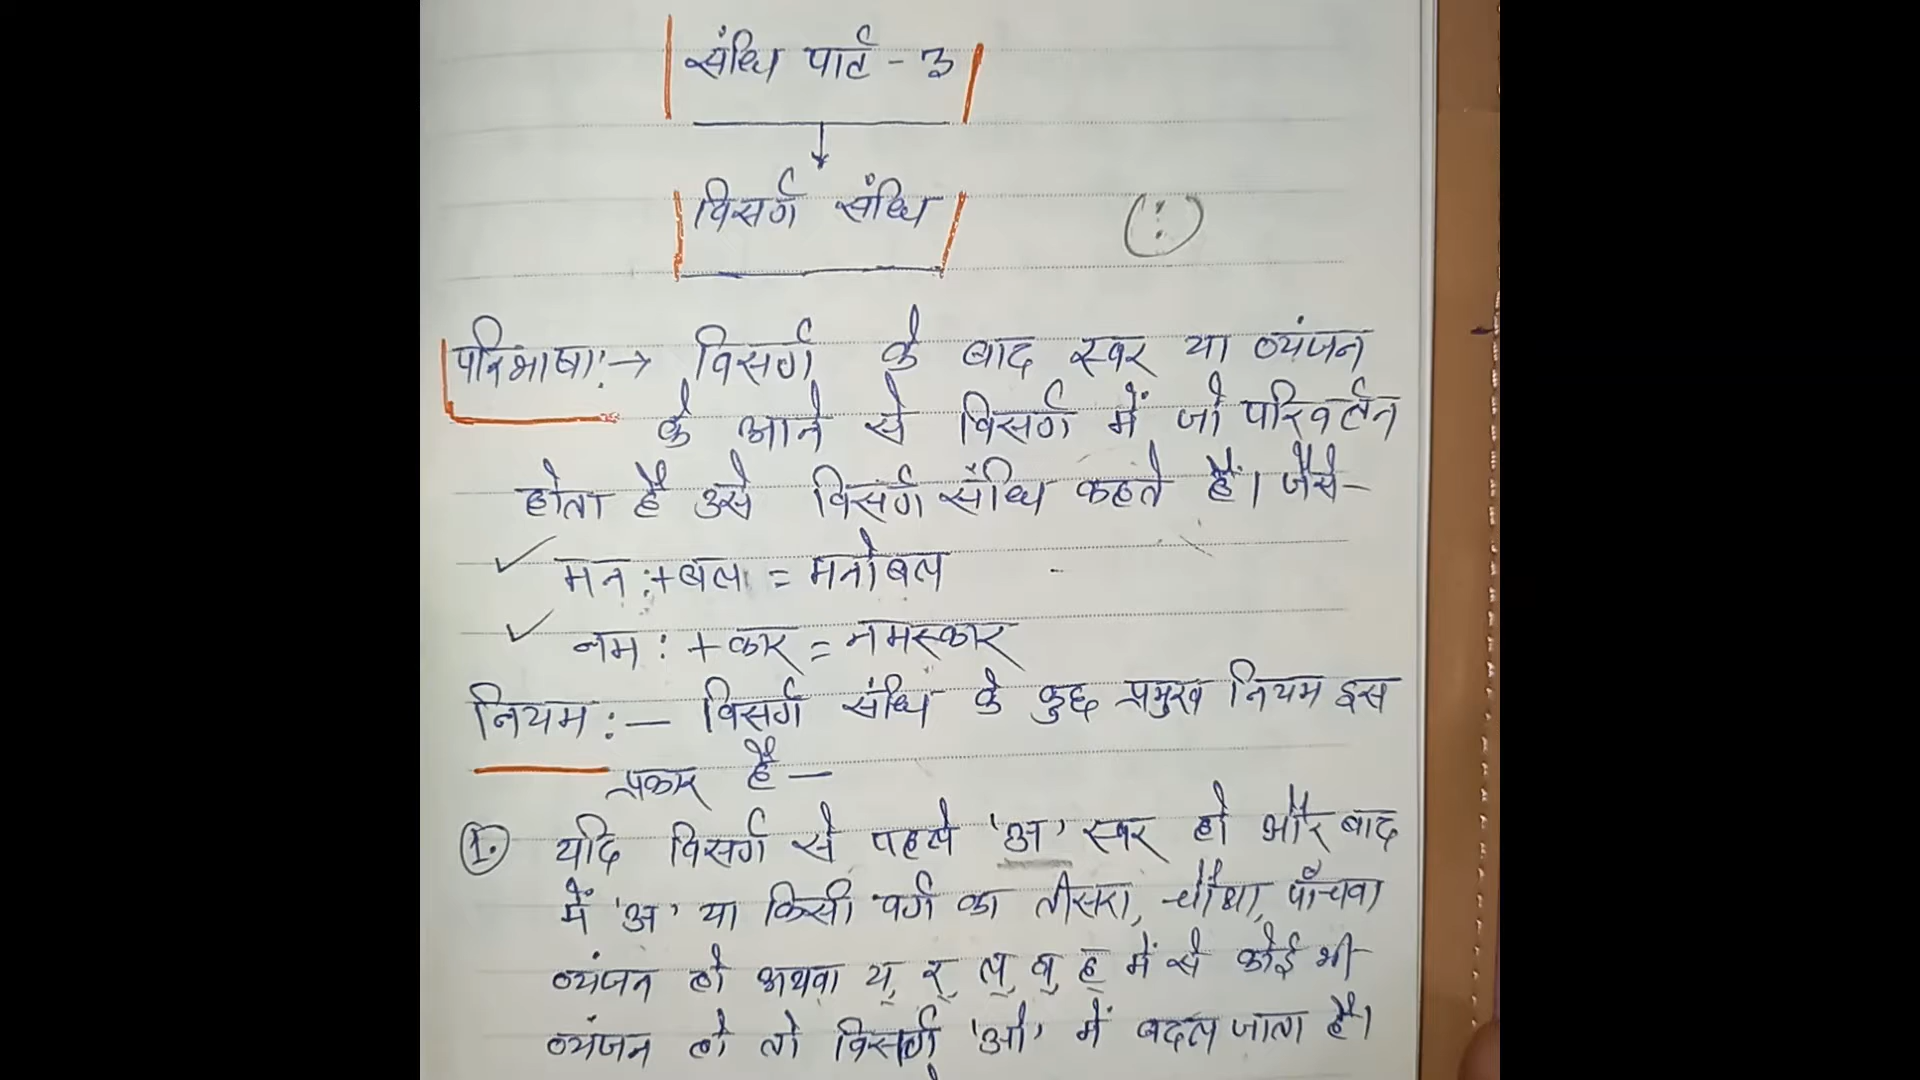 संधि पार्ट - 3
विसर्ग संधि
(:)
परिभाषा:→ विसर्ग के बाद स्वर या व्यंजन
के आने से विसर्ग में जो परिवर्तन
होता है उसे विसर्ग संधि कहते हैं। जैसे–
मन:+बल = मनोबल
नम: + कार = नमस्कार
नियम:— विसर्ग संधि के कुछ प्रमुख नियम इस
प्रकार है —
1. यदि विसर्ग से पहले 'अ' स्वर हो और बाद
में 'अ' या किसी वर्ग का तीसरा, चौथा, पाँचवा
व्यंजन हो अथवा य्, र्, ल्, व्, ह् में से कोई भी
व्यंजन हो तो विसर्ग 'ओ' में बदल जाता है।